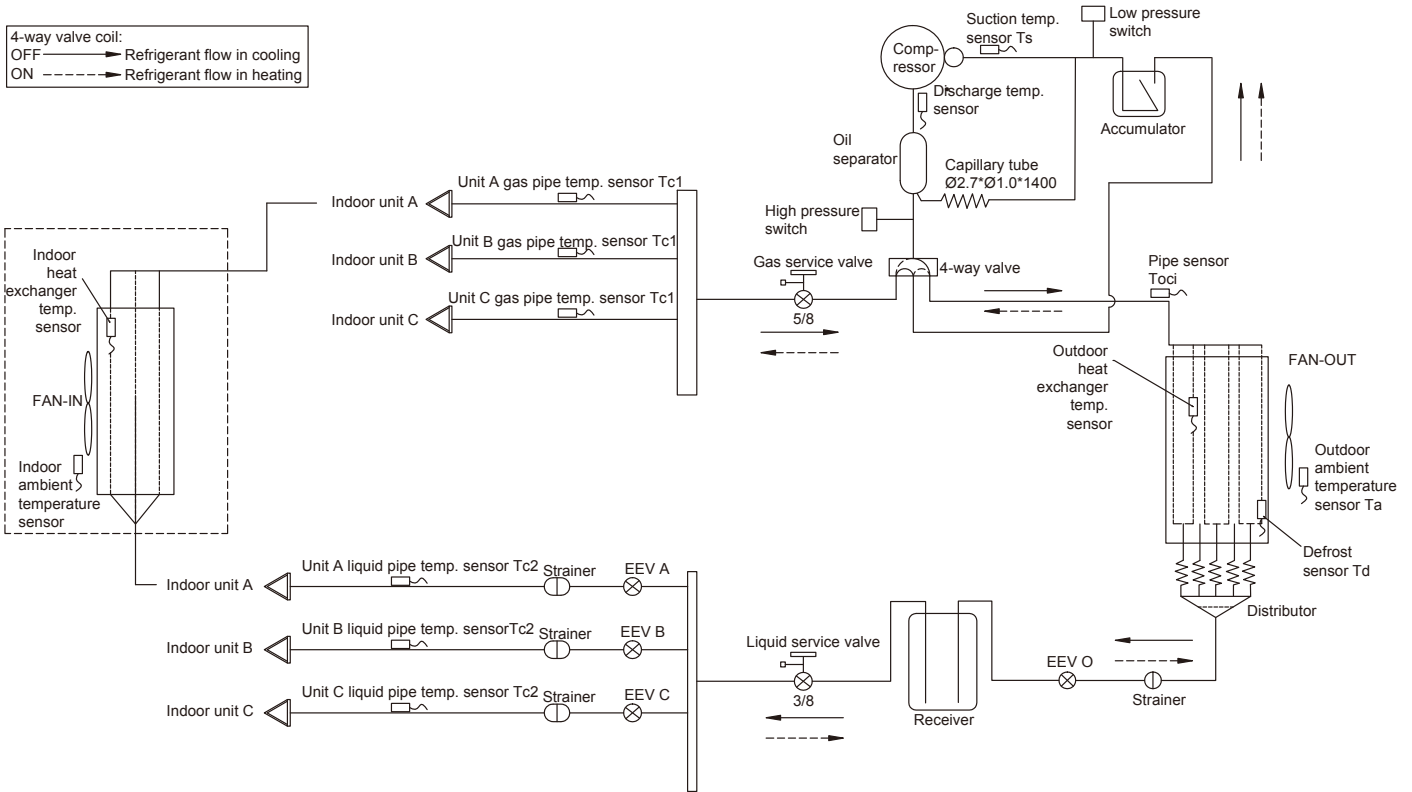 4-way valve coil:
OFF Refrigerant flow in cooling
ON Refrigerant flow in heating
Suction temp.
sensor Ts
Low pressure
switch
Comp-
ressor
Discharge temp.
sensor
Accumulator
Oil
separator
Capillary tube
Ø2.7*Ø1.0*1400
High pressure
switch
Unit A gas pipe temp. sensor Tc1
Indoor unit A
Unit B gas pipe temp. sensor Tc1
Indoor unit B
Unit C gas pipe temp. sensor Tc1
Indoor unit C
Gas service valve
5/8
4-way valve
Pipe sensor
Toci
Indoor
heat
exchanger
temp.
sensor
FAN-IN
Indoor
ambient
temperature
sensor
Outdoor
heat
exchanger
temp.
sensor
FAN-OUT
Outdoor
ambient
temperature
sensor Ta
Defrost
sensor Td
Distributor
Unit A liquid pipe temp. sensor Tc2
Strainer
EEV A
Indoor unit A
Unit B liquid pipe temp. sensorTc2
Strainer
EEV B
Indoor unit B
Unit C liquid pipe temp. sensor Tc2
Strainer
EEV C
Indoor unit C
Liquid service valve
3/8
Receiver
EEV O
Strainer